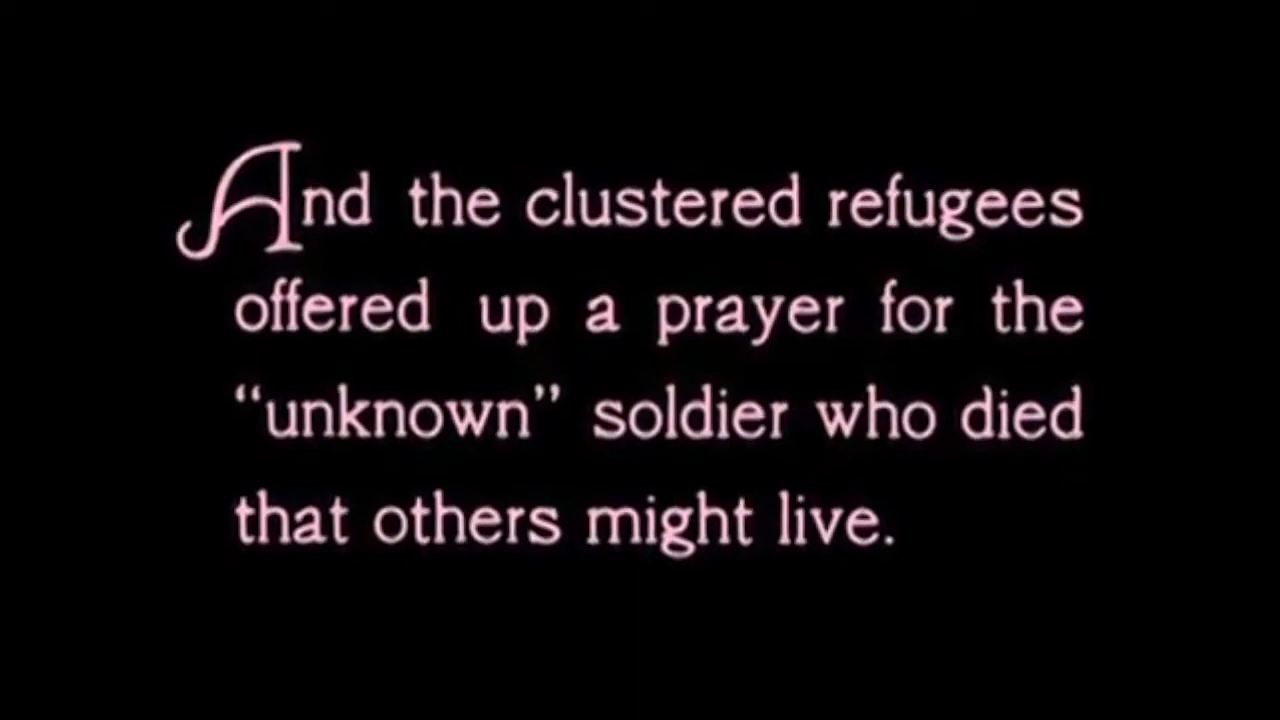 And the clustered refugees
offered up a prayer for the
“unknown” soldier who died
that others might live.